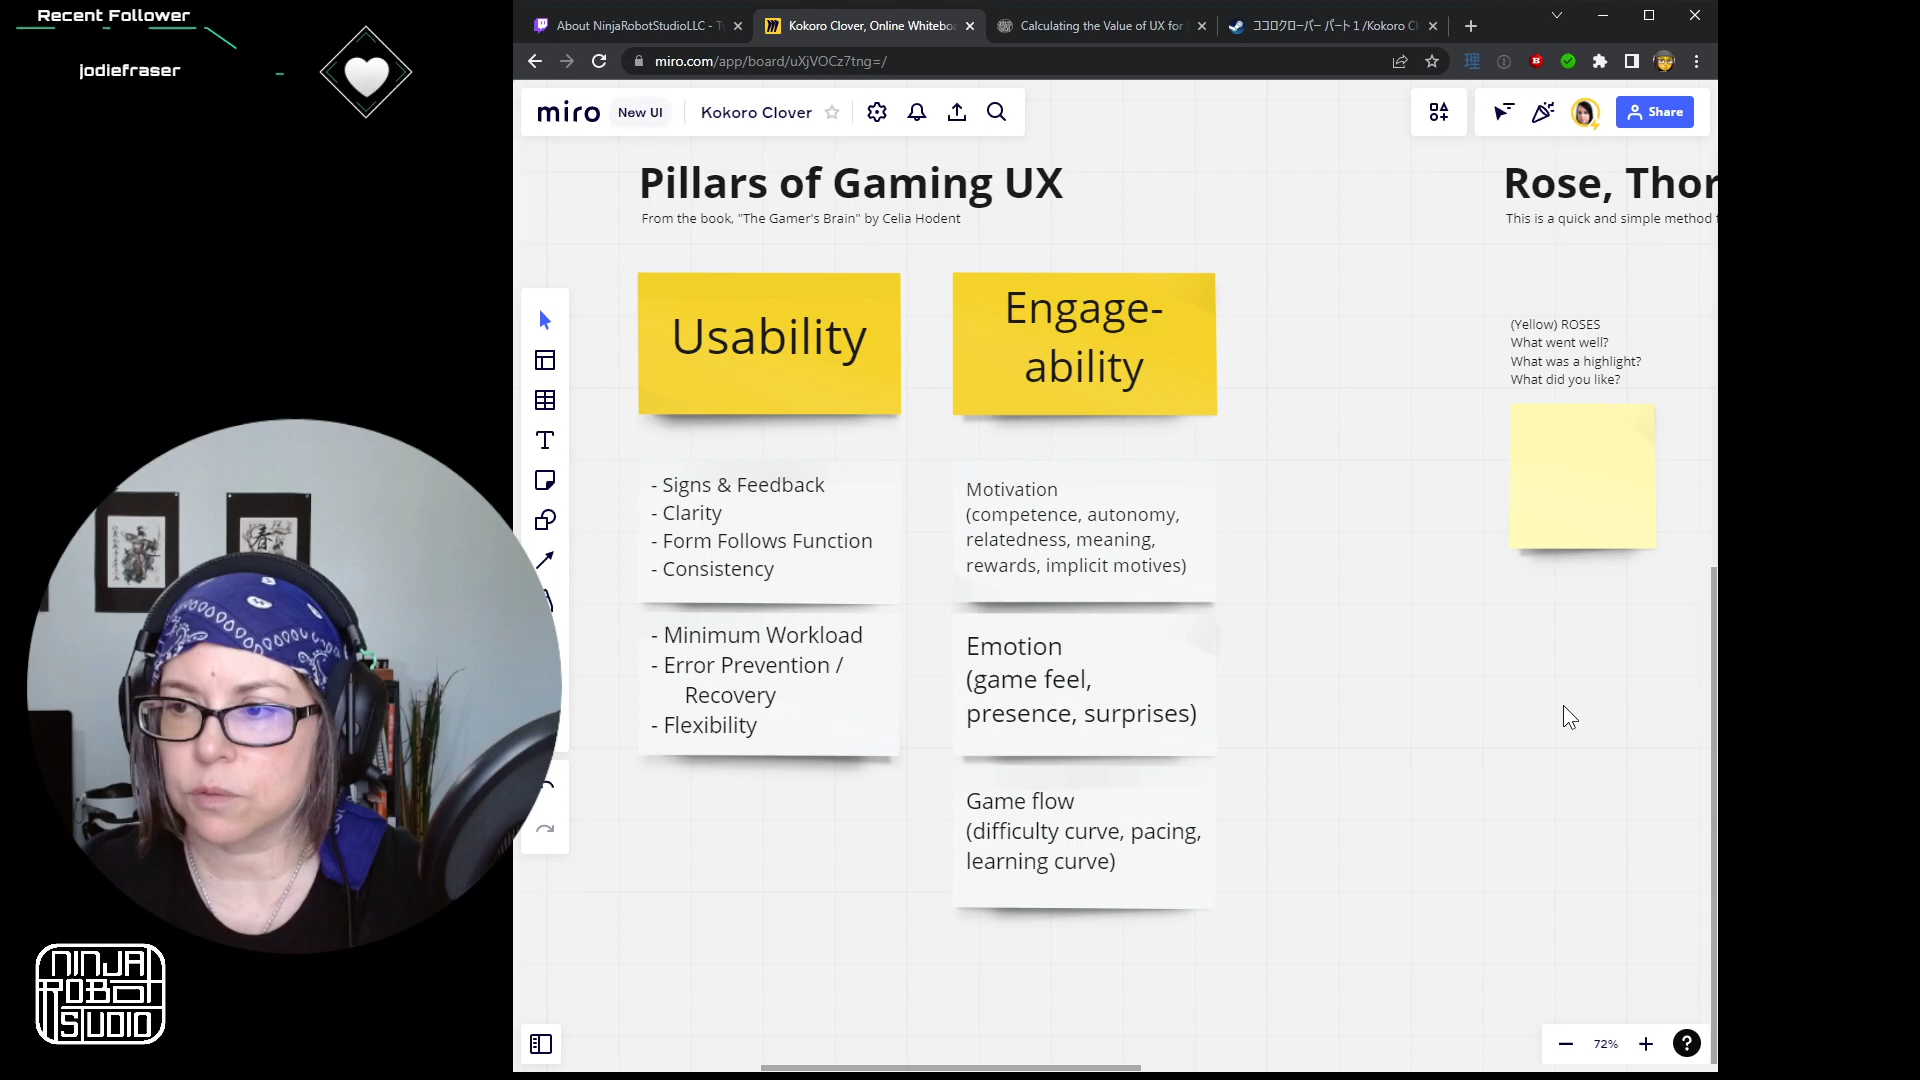 Recent Follower
jodiefraser
About NinjaRobotStudioLLC - Tw
Kokoro Clover, Online Whiteboa
Calculating the Value of UX for
ココロクローバー パート１/Kokoro Cl
miro.com/app/board/uXjVOCz7tng=/
miro
New UI
Kokoro Clover
Share
Pillars of Gaming UX
From the book, "The Gamer's Brain" by Celia Hodent
Rose, Thor
This is a quick and simple method f
Usability
Engage-
ability
(Yellow) ROSES
What went well?
What was a highlight?
What did you like?
- Signs & Feedback
- Clarity
- Form Follows Function
- Consistency
- Minimum Workload
- Error Prevention /
Recovery
- Flexibility
Motivation
(competence, autonomy,
relatedness, meaning,
rewards, implicit motives)
Emotion
(game feel,
presence, surprises)
Game flow
(difficulty curve, pacing,
learning curve)
春
NINJA
ROBOT
STUDIO
72%